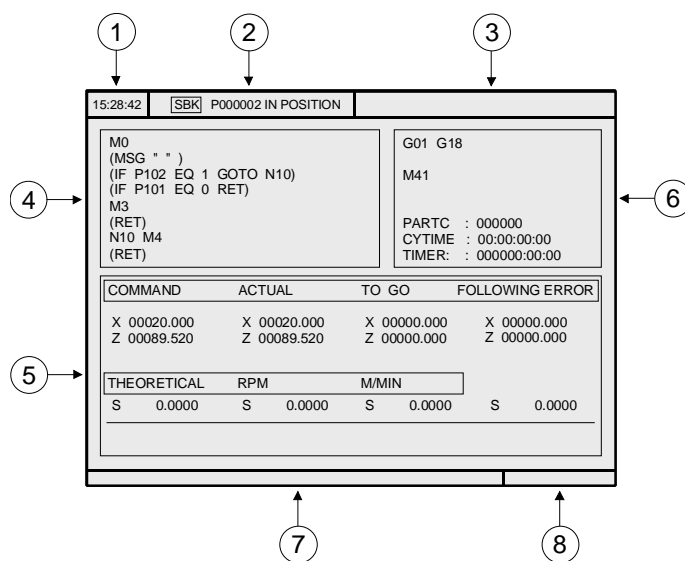 1 2 3
15:28:42 SBK P000002 IN POSITION
M0
(MSG " " )
(IF P102 EQ 1 GOTO N10)
(IF P101 EQ 0 RET)
M3
(RET)
N10 M4
(RET)
G01 G18
M41
PARTC : 000000
CYTIME : 00:00:00:00
TIMER: : 000000:00:00
4
6
COMMAND ACTUAL TO GO FOLLOWING ERROR
X 00020.000 X 00020.000 X 00000.000 X 00000.000
Z 00089.520 Z 00089.520 Z 00000.000 Z 00000.000
5
THEORETICAL RPM M/MIN
S 0.0000 S 0.0000 S 0.0000 S 0.0000
7 8